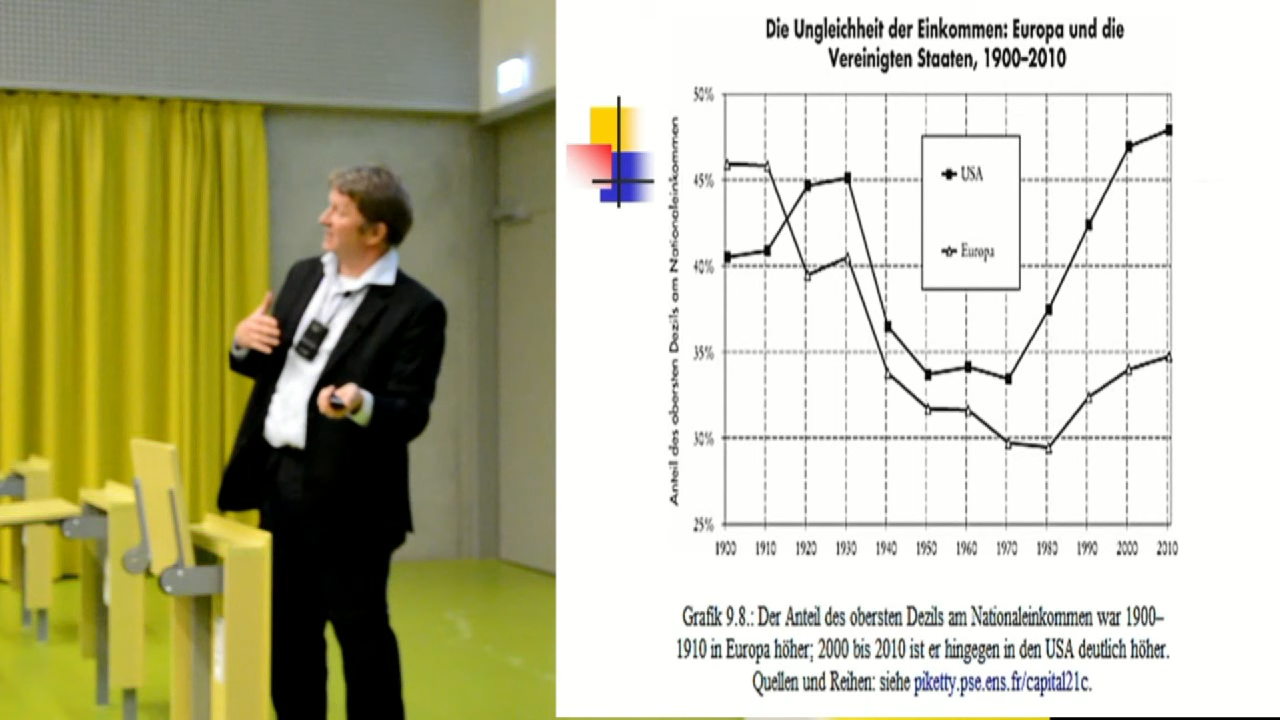 Die Ungleichheit der Einkommen: Europa und die
Vereinigten Staaten, 1900–2010
Anteil des obersten Dezils am Nationaleinkommen
50%
45%
40%
35%
30%
25%
USA
Europa
1900 1910 1920 1930 1940 1950 1960 1970 1980 1990 2000 2010
Grafik 9.8.: Der Anteil des obersten Dezils am Nationaleinkommen war 1900–
1910 in Europa höher; 2000 bis 2010 ist er hingegen in den USA deutlich höher.
Quellen und Reihen: siehe piketty.pse.ens.fr/capital21c.